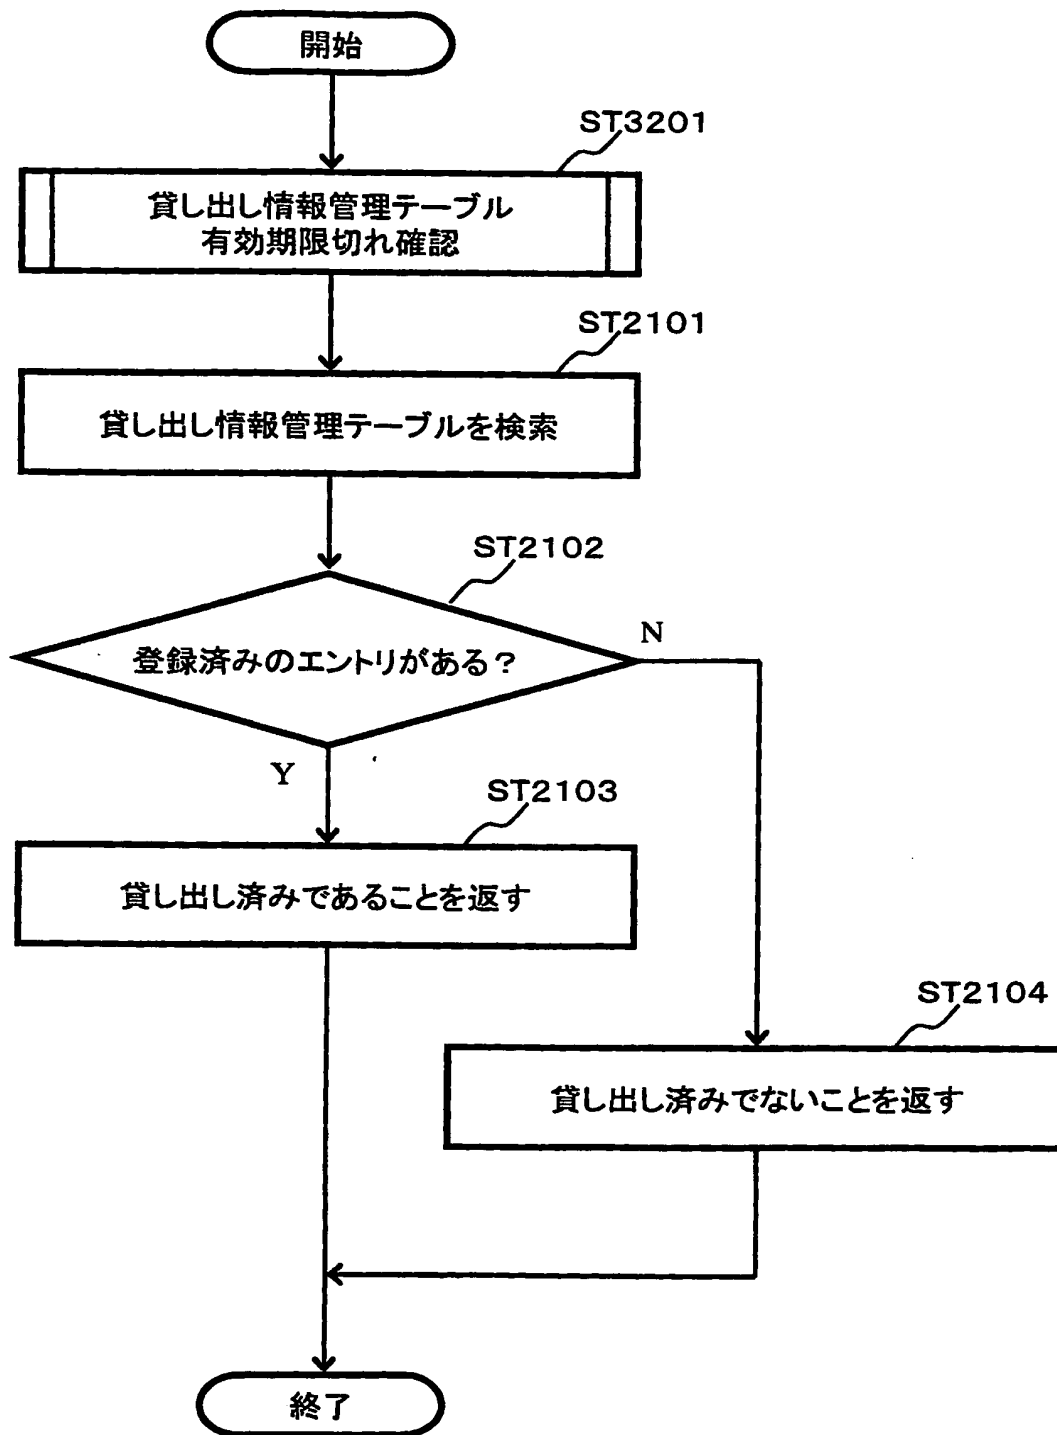 開始
ST3201
貸し出し情報管理テーブル
有効期限切れ確認
ST2101
貸し出し情報管理テーブルを検索
ST2102
登録済みのエントリがある？
N
Y
ST2103
貸し出し済みであることを返す
ST2104
貸し出し済みでないことを返す
終了